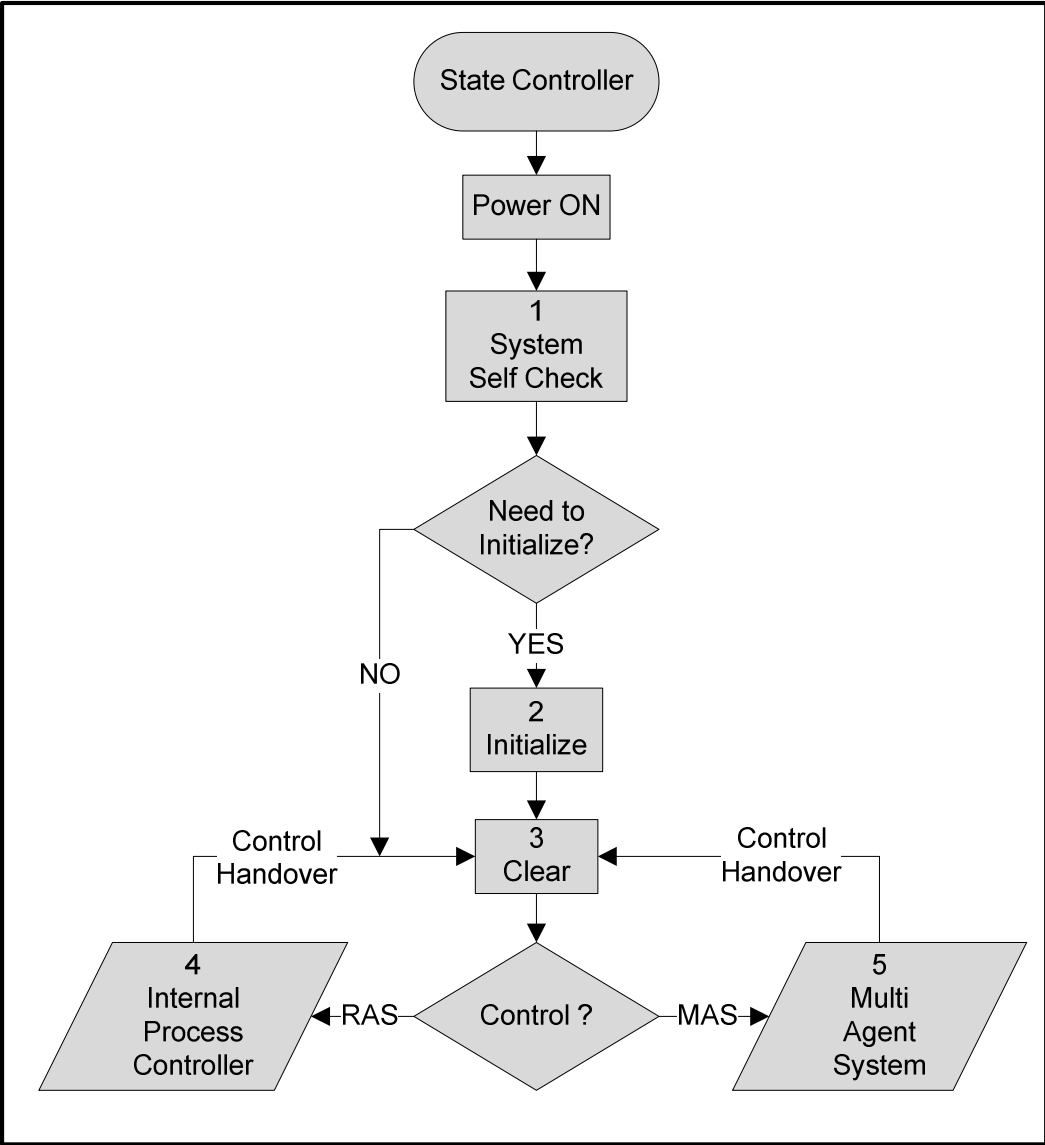 State Controller
Power ON
1
System
Self Check
Need to
Initialize?
YES
NO
2
Initialize
Control
Handover
3
Clear
Control
Handover
4
Internal
Process
Controller
RAS
Control ?
MAS
5
Multi
Agent
System